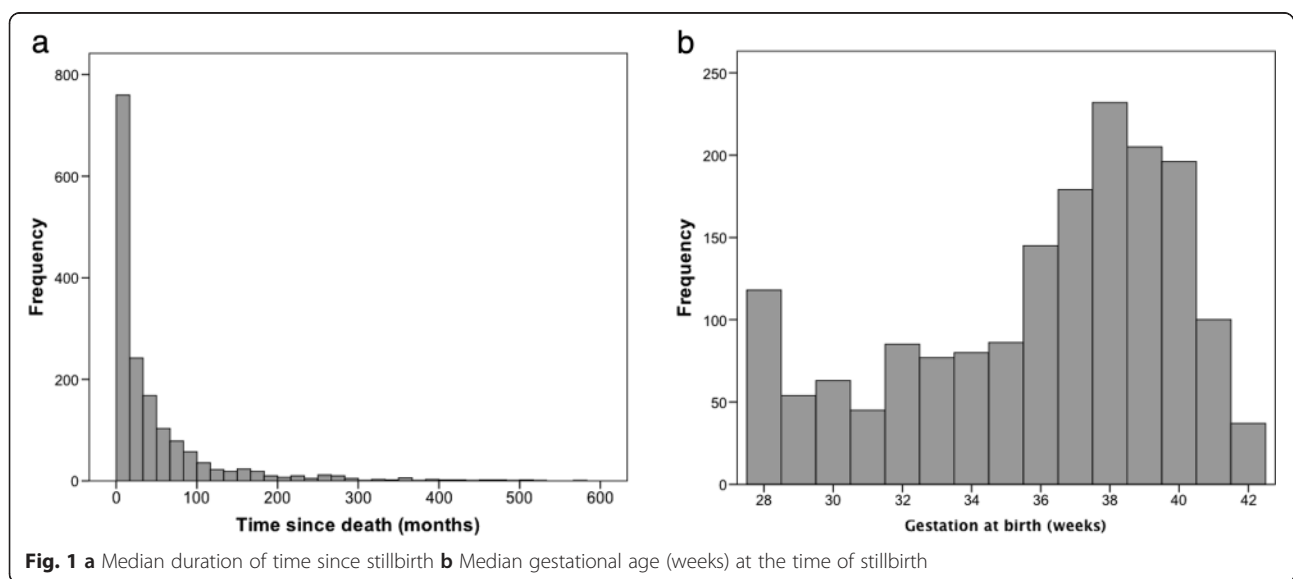 a
800
600
400
200
0
Frequency
0 100 200 300 400 500 600
Time since death (months)
b
250
200
150
100
50
0
Frequency
28 30 32 34 36 38 40 42
Gestation at birth (weeks)
Fig. 1 a Median duration of time since stillbirth b Median gestational age (weeks) at the time of stillbirth